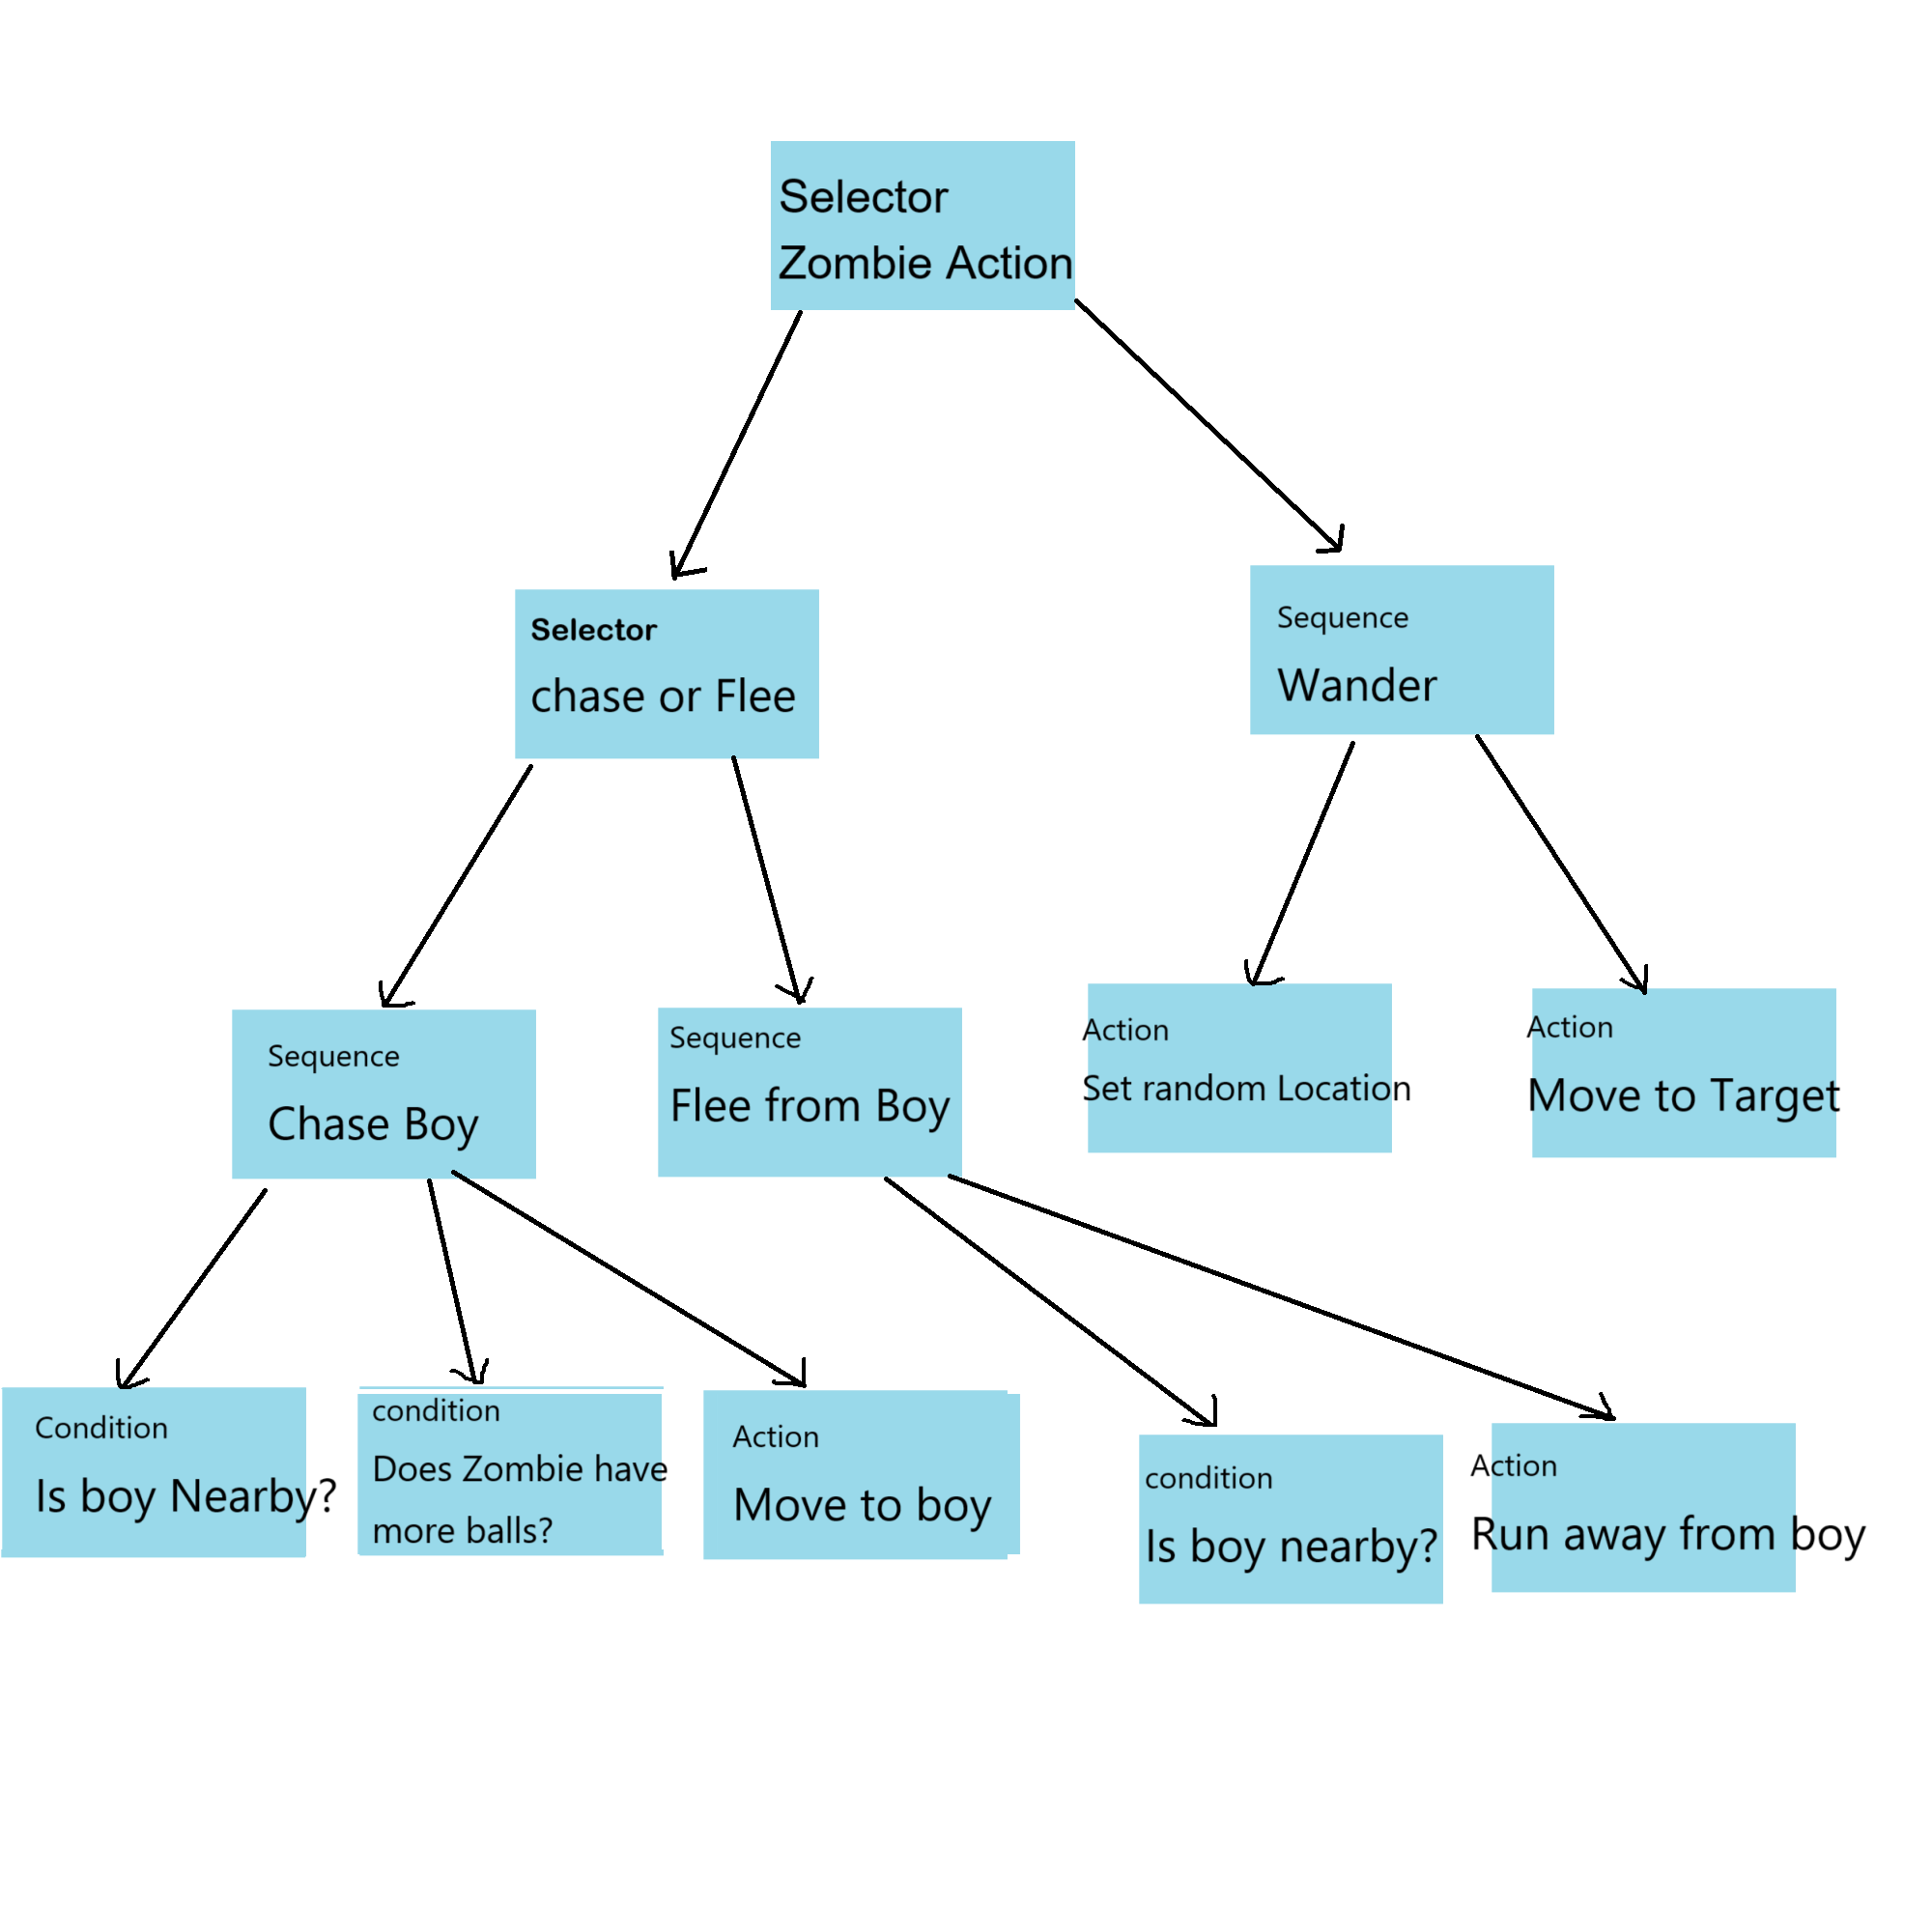 Selector
Zombie Action
Selector
chase or Flee
Sequence
Wander
Sequence
Chase Boy
Sequence
Flee from Boy
Action
Set random Location
Action
Move to Target
Condition
Is boy Nearby?
condition
Does Zombie have
more balls?
Action
Move to boy
condition
Is boy nearby?
Action
Run away from boy